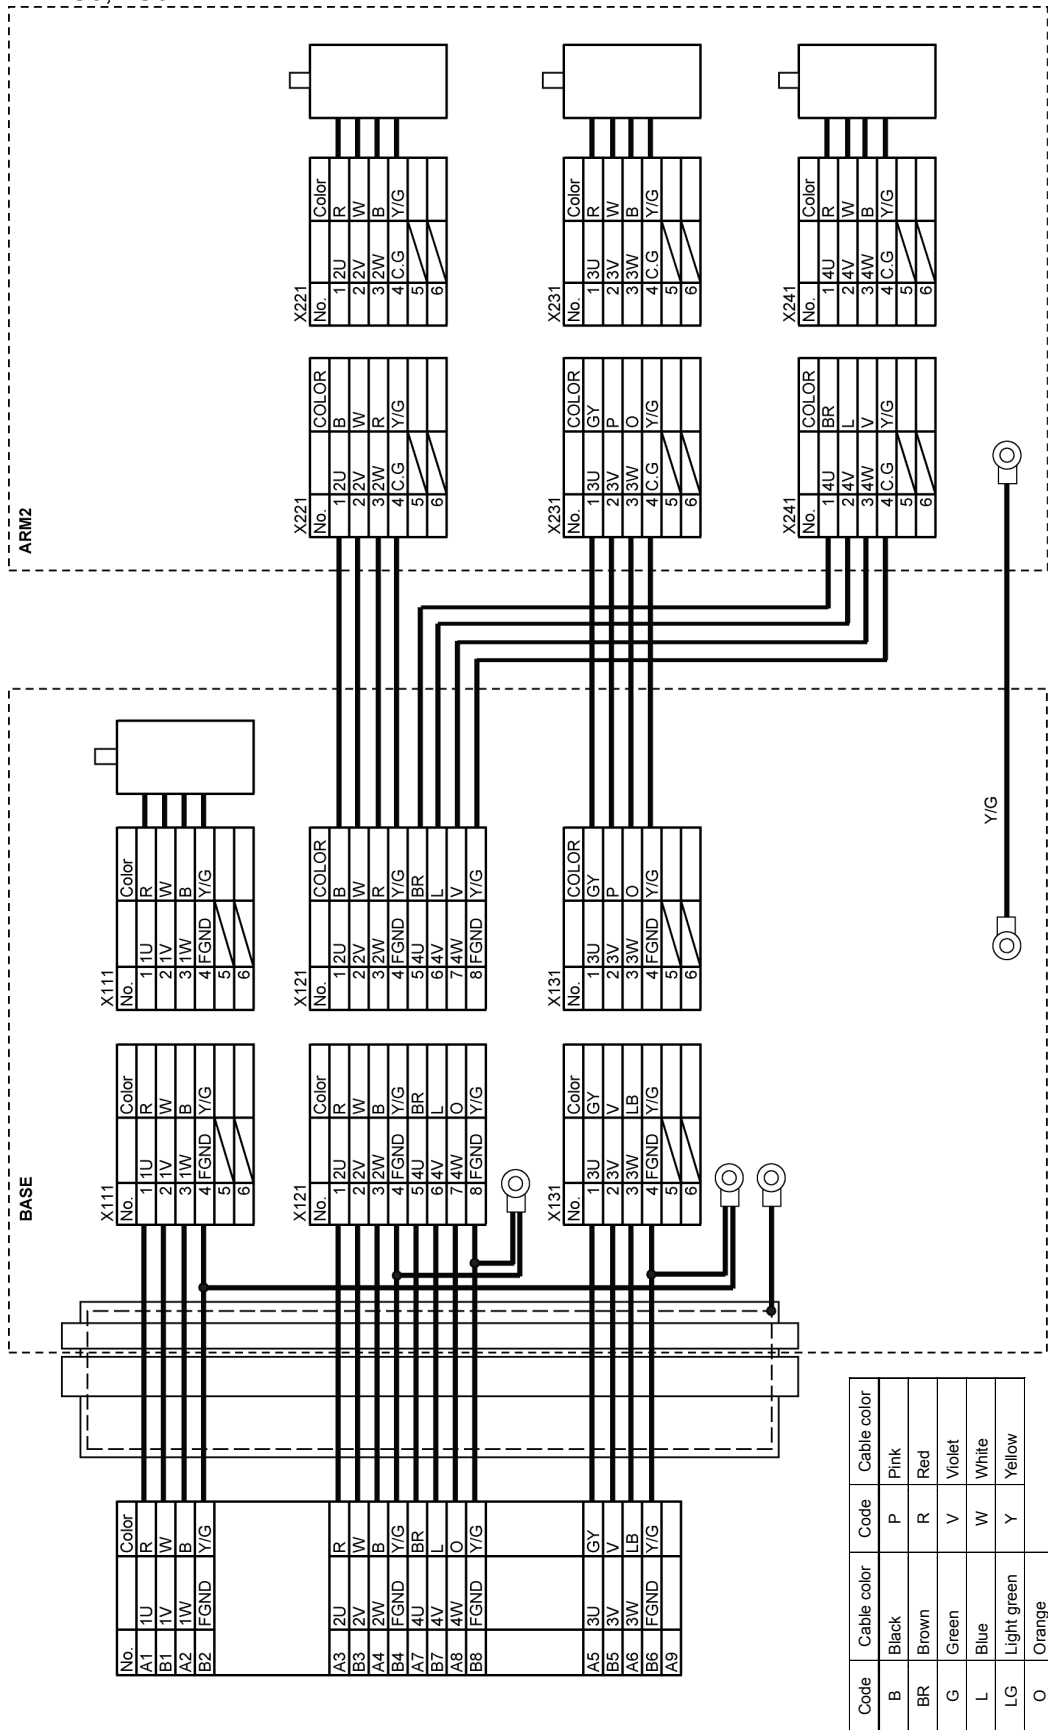 BASE
ARM2
No. Color
A1 1U R
B1 1V W
A2 1W B
B2 FGND Y/G
A3 2U R
B3 2V W
A4 2W B
B4 FGND Y/G
A7 4U BR
B7 4V L
A8 4W O
B8 FGND Y/G
A5 3U GY
B5 3V V
A6 3W LB
B6 FGND Y/G
A9
X111
No. Color
1 1U R
2 1V W
3 1W B
4 FGND Y/G
5
6
X121
No. Color
1 2U R
2 2V W
3 2W B
4 FGND Y/G
5 4U BR
6 4V L
7 4W O
8 FGND Y/G
X131
No. Color
1 3U GY
2 3V V
3 3W LB
4 FGND Y/G
5
6
X111
No. Color
1 1U R
2 1V W
3 1W B
4 FGND Y/G
5
6
X121
No. COLOR
1 2U B
2 2V W
3 2W R
4 FGND Y/G
5 4U BR
6 4V L
7 4W V
8 FGND Y/G
X131
No. COLOR
1 3U GY
2 3V P
3 3W O
4 FGND Y/G
5
6
Y/G
X221
No. COLOR
1 2U B
2 2V W
3 2W R
4 C.G Y/G
5
6
X231
No. COLOR
1 3U GY
2 3V P
3 3W O
4 C.G Y/G
5
6
X241
No. COLOR
1 4U BR
2 4V L
3 4W V
4 C.G Y/G
5
6
X221
No. Color
1 2U R
2 2V W
3 2W B
4 C.G Y/G
5
6
X231
No. Color
1 3U R
2 3V W
3 3W B
4 C.G Y/G
5
6
X241
No. Color
1 4U R
2 4V W
3 4W B
4 C.G Y/G
5
6
Code Cable color Code Cable color
B Black P Pink
BR Brown R Red
G Green V Violet
L Blue W White
LG Light green Y Yellow
O Orange